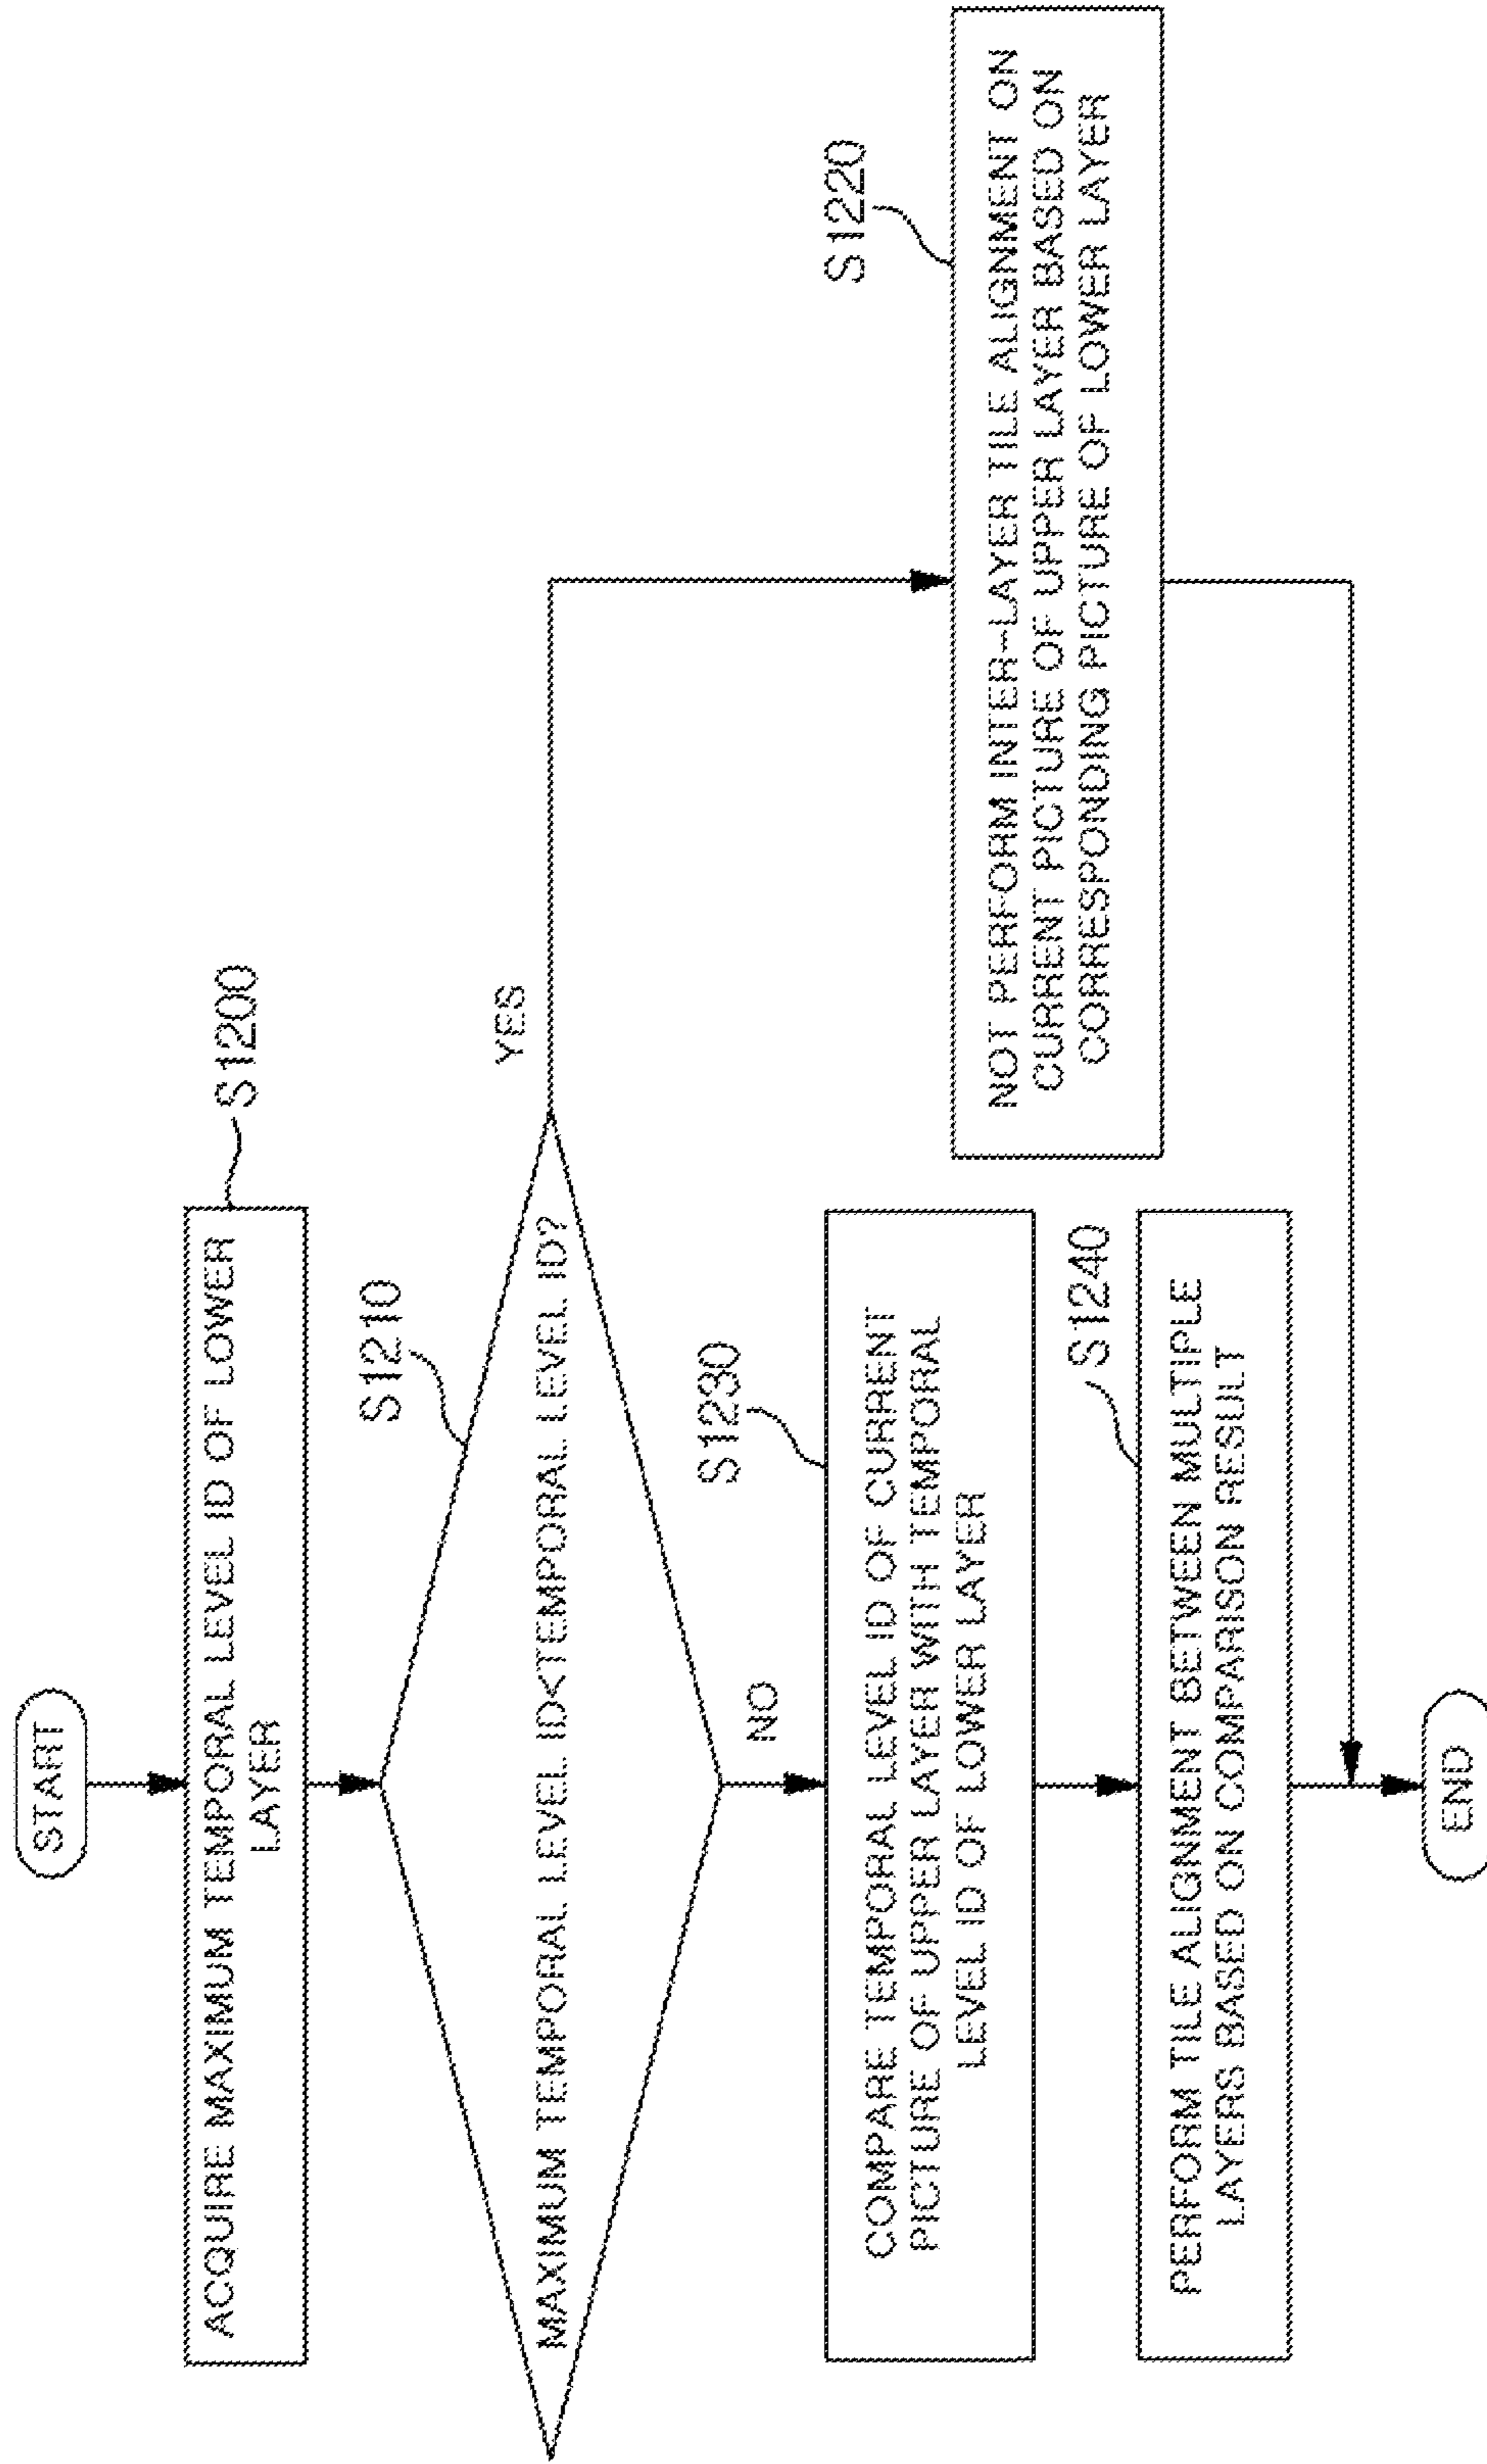 START
ACQUIRE MAXIMUM TEMPORAL LEVEL ID OF LOWER
LAYER
S1200
MAXIMUM TEMPORAL LEVEL ID<TEMPORAL LEVEL ID?
S1210
YES
NO
NOT PERFORM INTER-LAYER TILE ALIGNMENT ON
CURRENT PICTURE OF UPPER LAYER BASED ON
CORRESPONDING PICTURE OF LOWER LAYER
S1220
COMPARE TEMPORAL LEVEL ID OF CURRENT
PICTURE OF UPPER LAYER WITH TEMPORAL
LEVEL ID OF LOWER LAYER
S1230
PERFORM TILE ALIGNMENT BETWEEN MULTIPLE
LAYERS BASED ON COMPARISON RESULT
S1240
END